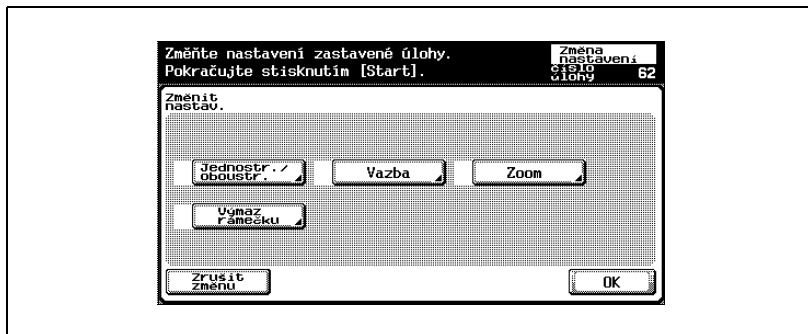 Změňte nastavení zastavené úlohy.
Pokračujte stisknutím [Start].
Změna
nastavení
číslo
úlohy 62
Změnit
nastav.
Jednostr./
oboustr.
Vazba
Zoom
Výmaz
rámečku
Zrušit
změnu
OK